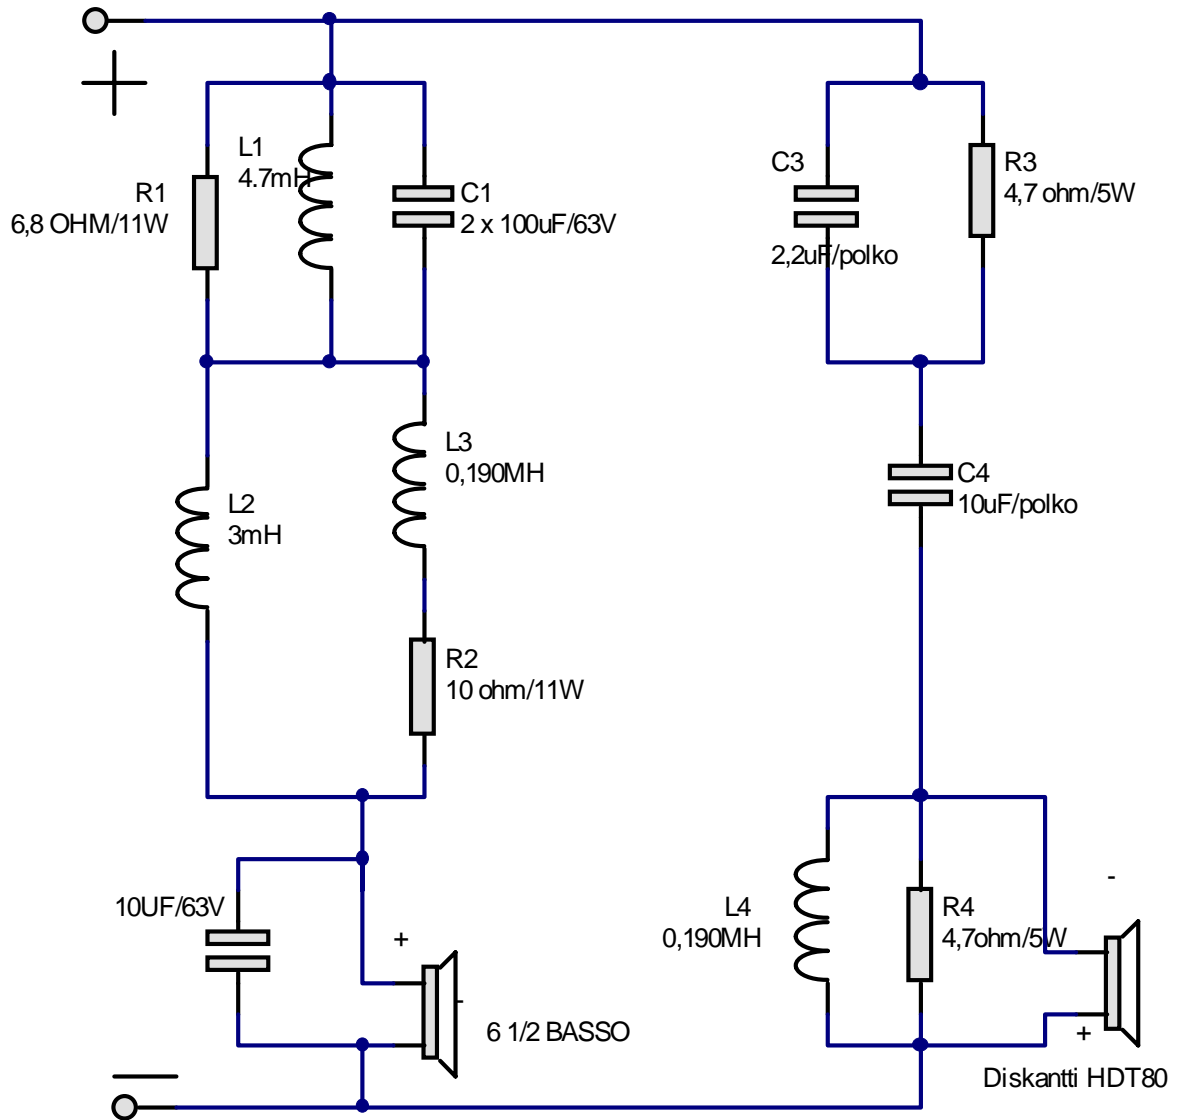 L1
4.7mH
R1
6,8 OHM/11W
C1
2 x 100uF/63V
C3
2,2uF/polko
R3
4,7 ohm/5W
L3
0,190MH
L2
3mH
C4
10uF/polko
R2
10 ohm/11W
10UF/63V
+
-
6 1/2 BASSO
L4
0,190MH
R4
4,7ohm/5W
-
+
Diskantti HDT80